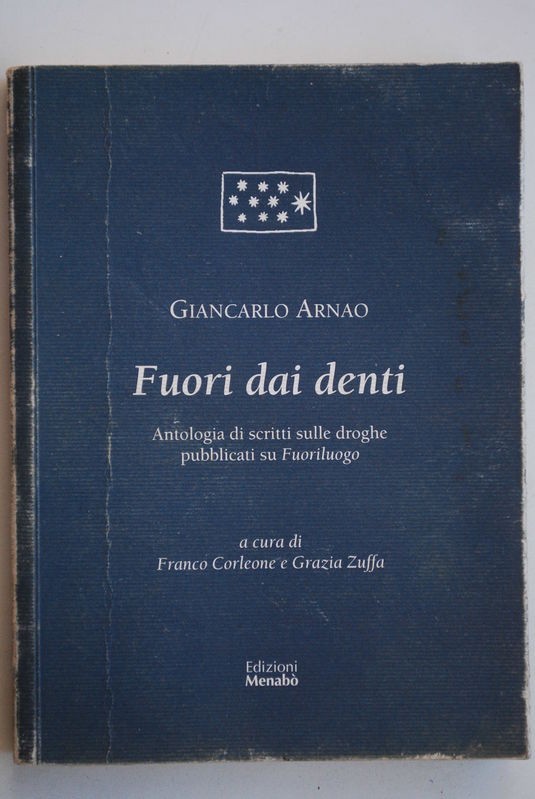 GIANCARLO ARNAO
Fuori dai denti
Antologia di scritti sulle droghe
pubblicati su Fuoriluogo
a cura di
Franco Corleone e Grazia Zuffa
Edizioni
Menabò